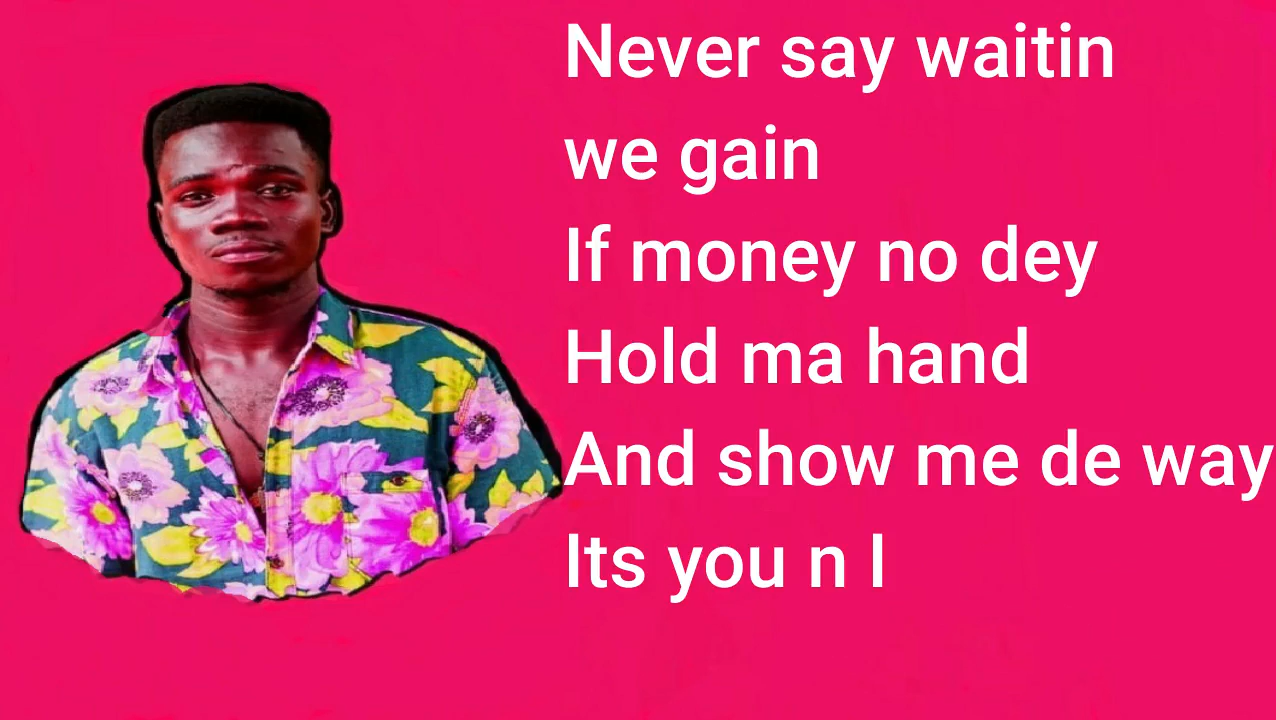 Never say waitin
we gain
If money no dey
Hold ma hand
And show me de way
Its you n I